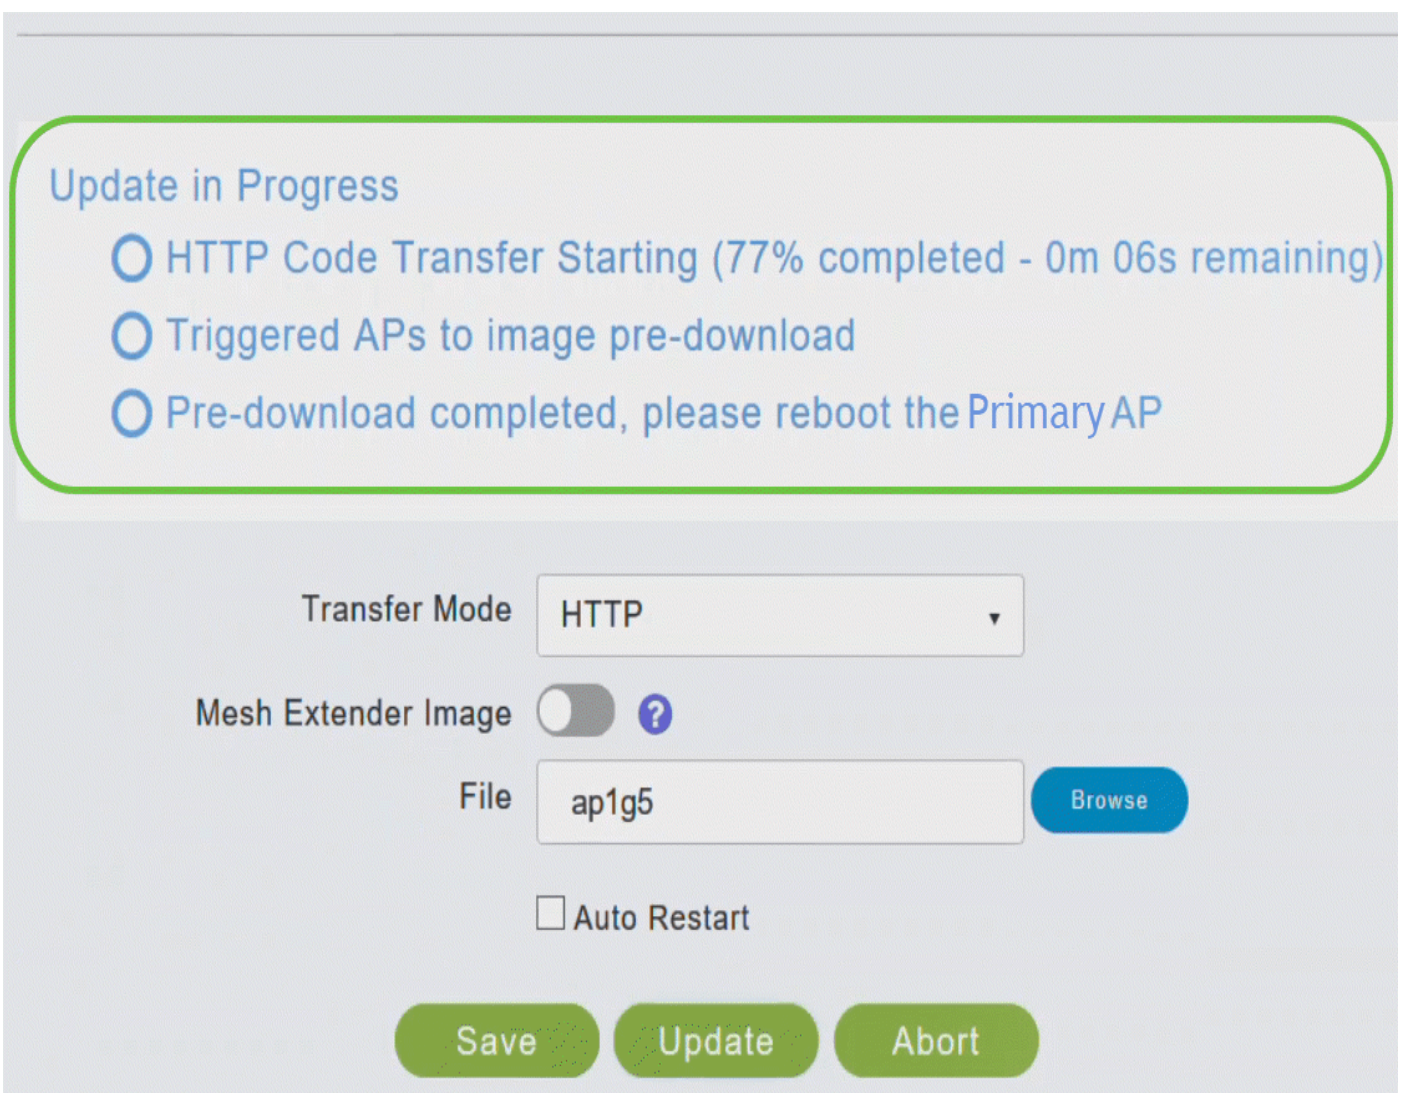 Update in Progress
HTTP Code Transfer Starting (77% completed - 0m 06s remaining)
Triggered APs to image pre-download
Pre-download completed, please reboot the Primary AP
Transfer Mode HTTP
Mesh Extender Image ?
File ap1g5 Browse
Auto Restart
Save Update Abort